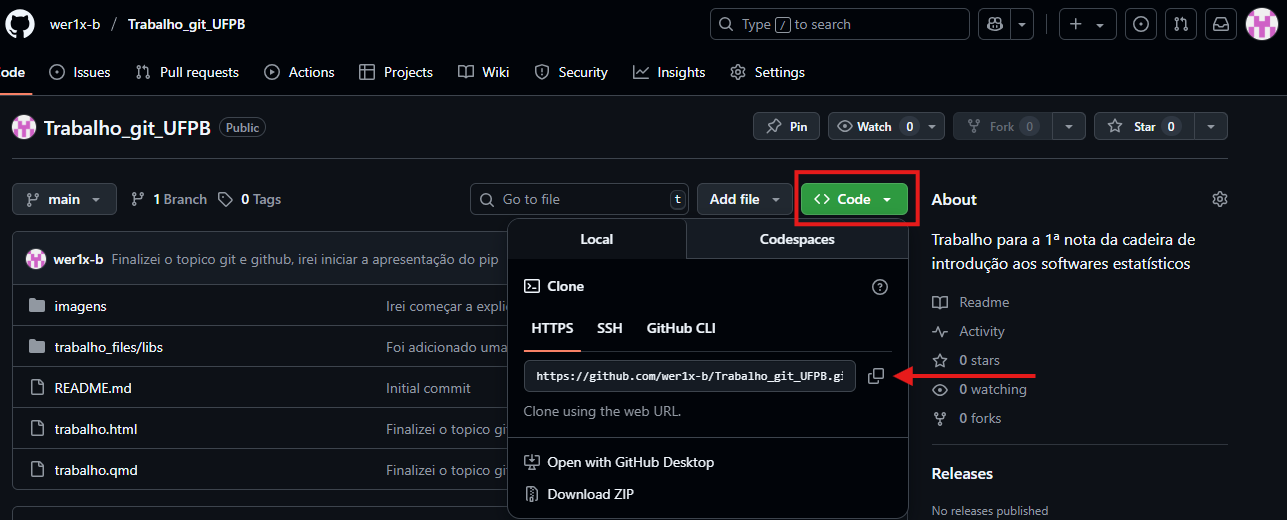 wer1x-b / Trabalho_git_UFPB
Type / to search
ode Issues Pull requests Actions Projects Wiki Security Insights Settings
Trabalho_git_UFPB Public
Pin Watch 0 Fork 0 Star 0
main 1 Branch 0 Tags Go to file t Add file <> Code
wer1x-b Finalizei o topico git e github, irei iniciar a apresentação do pip
imagens Irei começar a explic
trabalho_files/libs Foi adicionado uma
README.md Initial commit
trabalho.html Finalizei o topico git
trabalho.qmd Finalizei o topico git
Local Codespaces
Clone
HTTPS SSH GitHub CLI
https://github.com/wer1x-b/Trabalho_git_UFPB.gi
Clone using the web URL.
Open with GitHub Desktop
Download ZIP
About
Trabalho para a 1ª nota da cadeira de
introdução aos softwares estatísticos
Readme
Activity
0 stars
0 watching
0 forks
Releases
No releases published